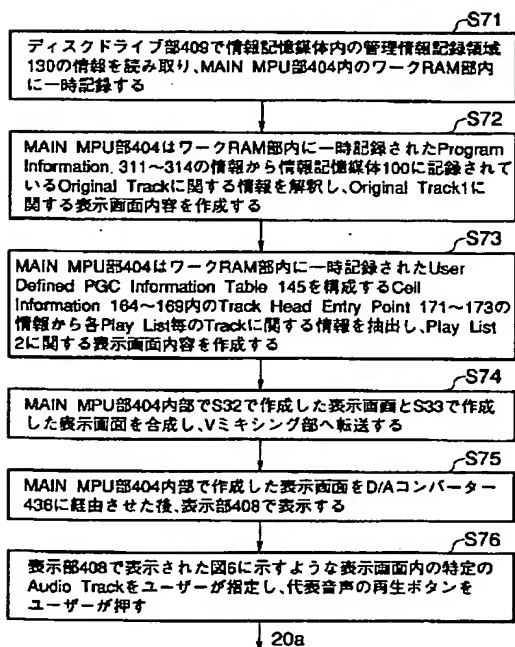 S71
ディスクドライブ部409で情報記憶媒体内の管理情報記録領域
130の情報を読み取り、MAIN MPU部404内のワークRAM部内
に一時記録する
S72
MAIN MPU部404はワークRAM部内に一時記録されたProgram
Information 311〜314の情報から情報記憶媒体100に記録されて
いるOriginal Trackに関する情報を解釈し、Original Track1に
関する表示画面内容を作成する
S73
MAIN MPU部404はワークRAM部内に一時記録されたUser
Defined PGC Information Table 145を構成するCell
Information 164〜169内のTrack Head Entry Point 171〜173の
情報から各Play List毎のTrackに関する情報を抽出し、Play List
2に関する表示画面内容を作成する
S74
MAIN MPU部404内部でS32で作成した表示画面とS33で作成
した表示画面を合成し、Vミキシング部へ転送する
S75
MAIN MPU部404内部で作成した表示画面をD/Aコンバーター
436に経由させた後、表示部408で表示する
S76
表示部408で表示された図6に示すような表示画面内の特定の
Audio Trackをユーザーが指定し、代表音声の再生ボタンを
ユーザーが押す
20a